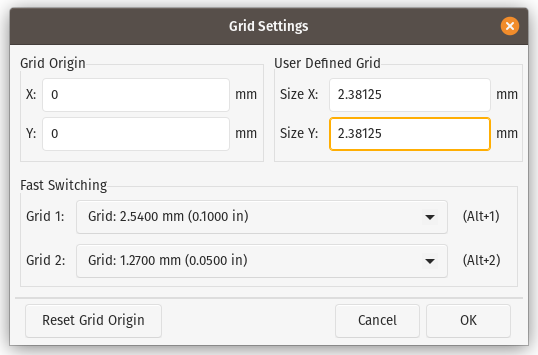 Grid Settings
Grid Origin
X: 0 mm
Y: 0 mm
User Defined Grid
Size X: 2.38125 mm
Size Y: 2.38125 mm
Fast Switching
Grid 1: Grid: 2.5400 mm (0.1000 in) (Alt+1)
Grid 2: Grid: 1.2700 mm (0.0500 in) (Alt+2)
Reset Grid Origin Cancel OK